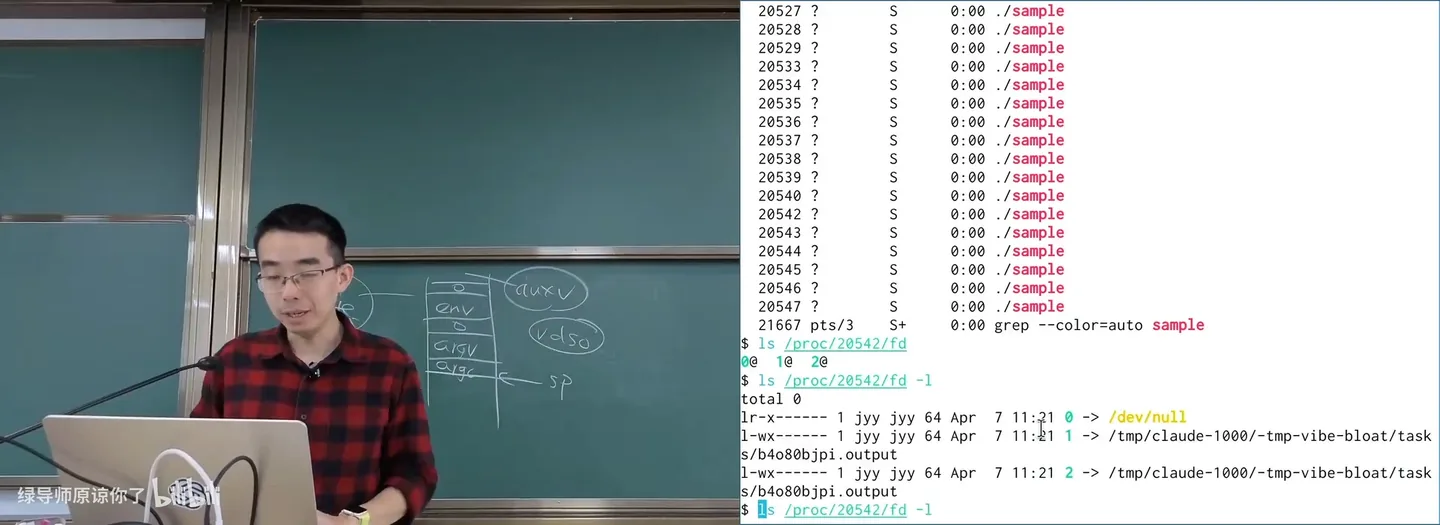 auxv
0
env
0
argv
argc
vdso
sp
绿导师原谅你了 bilibili
20527 ? S 0:00 ./sample
20528 ? S 0:00 ./sample
20529 ? S 0:00 ./sample
20533 ? S 0:00 ./sample
20534 ? S 0:00 ./sample
20535 ? S 0:00 ./sample
20536 ? S 0:00 ./sample
20537 ? S 0:00 ./sample
20538 ? S 0:00 ./sample
20539 ? S 0:00 ./sample
20540 ? S 0:00 ./sample
20542 ? S 0:00 ./sample
20543 ? S 0:00 ./sample
20544 ? S 0:00 ./sample
20545 ? S 0:00 ./sample
20546 ? S 0:00 ./sample
20547 ? S 0:00 ./sample
21667 pts/3 S+ 0:00 grep --color=auto sample
$ ls /proc/20542/fd
0@ 1@ 2@
$ ls /proc/20542/fd -l
total 0
lr-x------ 1 jyy jyy 64 Apr 7 11:21 0 -> /dev/null
l-wx------ 1 jyy jyy 64 Apr 7 11:21 1 -> /tmp/claude-1000/-tmp-vibe-bloat/task
s/b4o80bjpi.output
l-wx------ 1 jyy jyy 64 Apr 7 11:21 2 -> /tmp/claude-1000/-tmp-vibe-bloat/task
s/b4o80bjpi.output
$ ls /proc/20542/fd -l